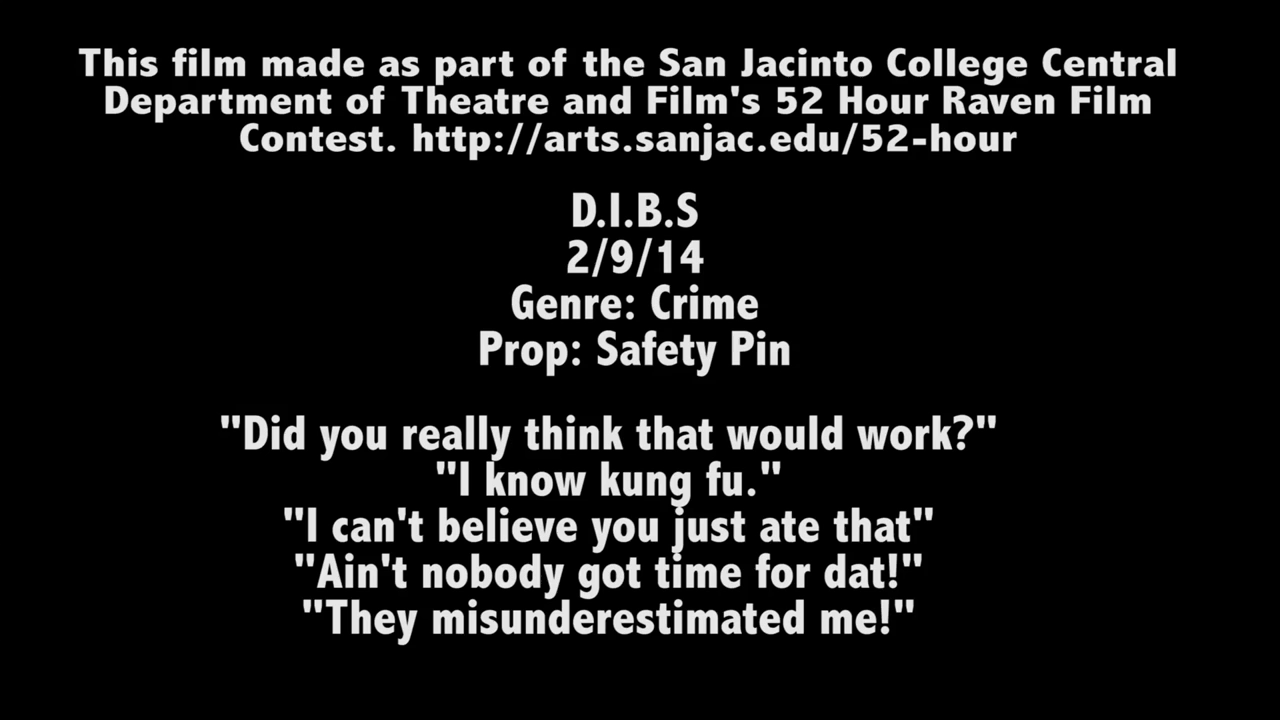 This film made as part of the San Jacinto College Central
Department of Theatre and Film's 52 Hour Raven Film
Contest. http://arts.sanjac.edu/52-hour
D.I.B.S
2/9/14
Genre: Crime
Prop: Safety Pin
"Did you really think that would work?"
"I know kung fu."
"I can't believe you just ate that"
"Ain't nobody got time for dat!"
"They misunderestimated me!"